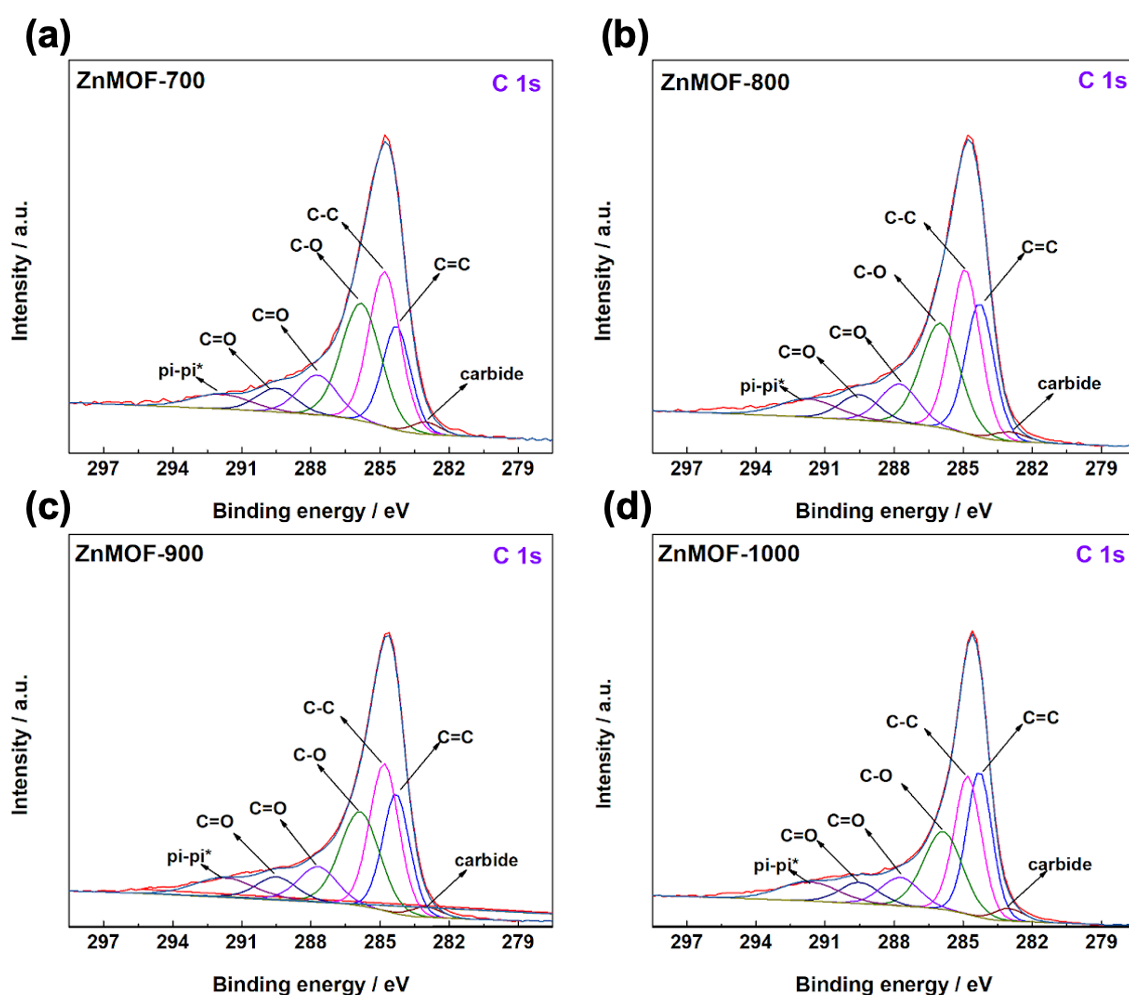 (a)
ZnMOF-700
C 1s
C-C
C-O
C=C
C=O
C=O
pi-pi*
carbide
Intensity / a.u.
297 294 291 288 285 282 279
Binding energy / eV
(b)
ZnMOF-800
C 1s
C-C
C=C
C-O
C=O
C=O
pi-pi*
carbide
Intensity / a.u.
297 294 291 288 285 282 279
Binding energy / eV
(c)
ZnMOF-900
C 1s
C-C
C=C
C-O
C=O
C=O
pi-pi*
carbide
Intensity / a.u.
297 294 291 288 285 282 279
Binding energy / eV
(d)
ZnMOF-1000
C 1s
C=C
C-C
C-O
C=O
C=O
pi-pi*
carbide
Intensity / a.u.
297 294 291 288 285 282 279
Binding energy / eV